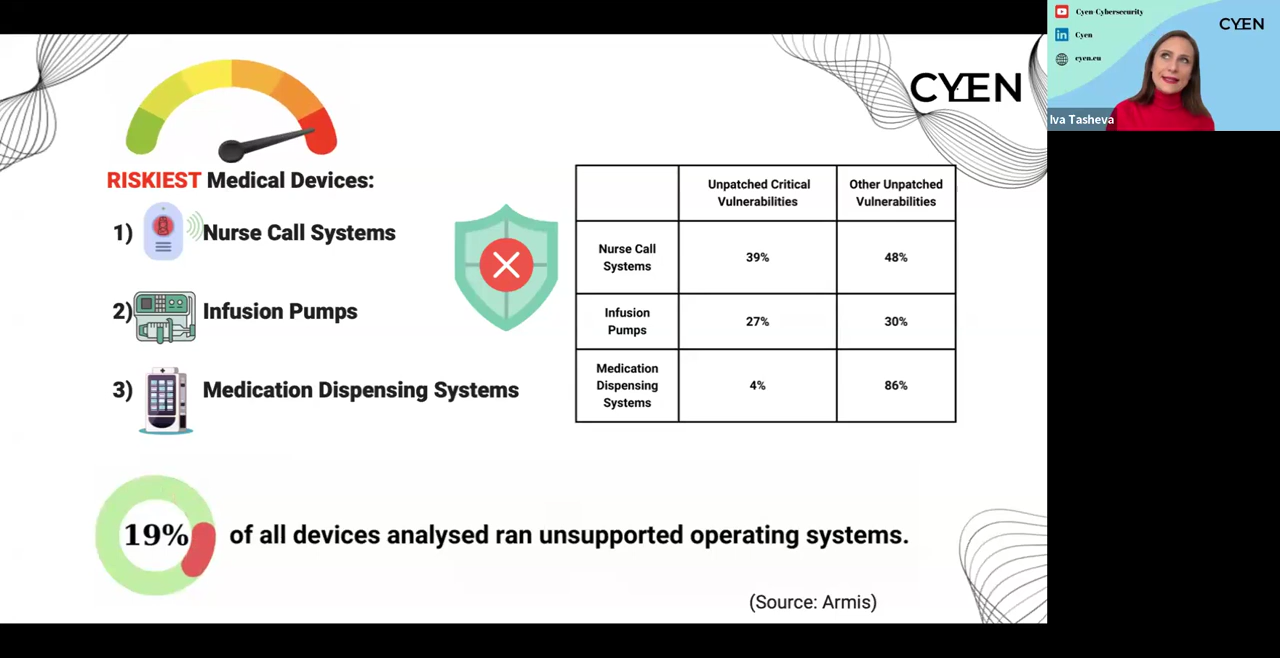 Cyen-Cybersecurity
Cyen
cyen.eu
CYEN
Iva Tasheva
CYEN
RISKIEST Medical Devices:
1) Nurse Call Systems
2) Infusion Pumps
3) Medication Dispensing Systems
Unpatched Critical
Vulnerabilities
Other Unpatched
Vulnerabilities
Nurse Call
Systems
39%
48%
Infusion
Pumps
27%
30%
Medication
Dispensing
Systems
4%
86%
19% of all devices analysed ran unsupported operating systems.
(Source: Armis)